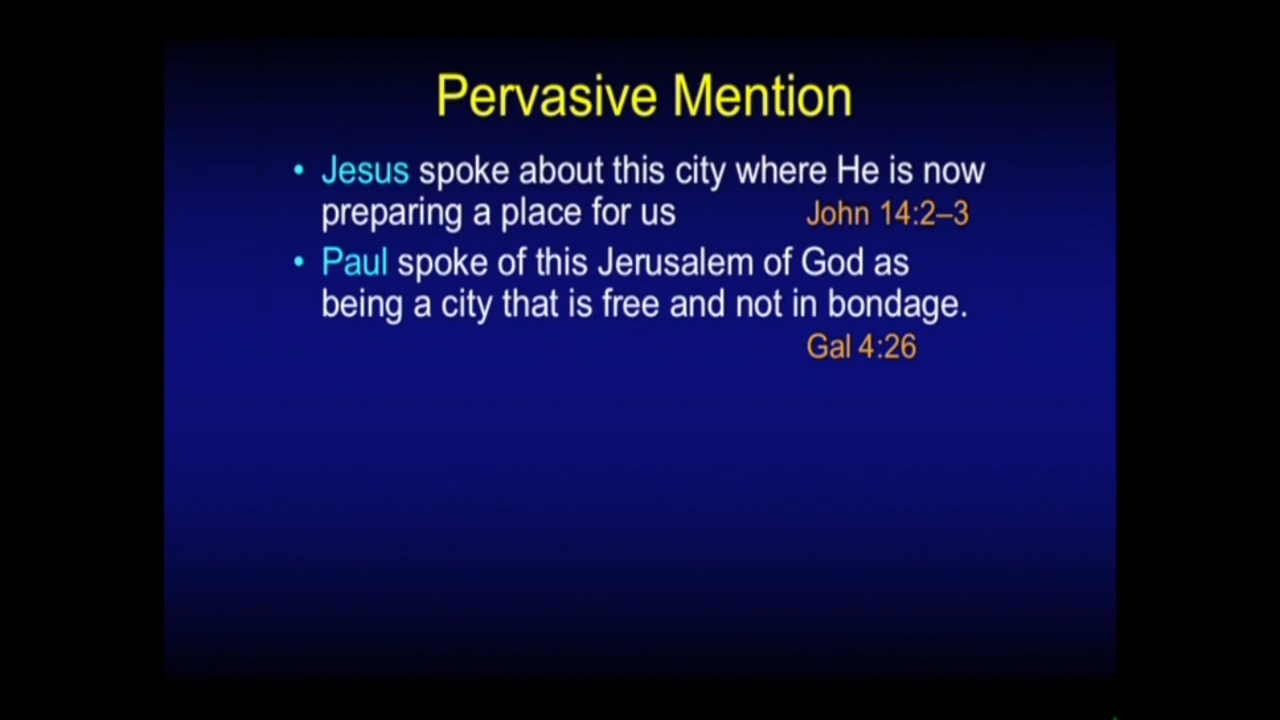 Pervasive Mention
• Jesus spoke about this city where He is now
preparing a place for us John 14:2–3
• Paul spoke of this Jerusalem of God as
being a city that is free and not in bondage.
Gal 4:26